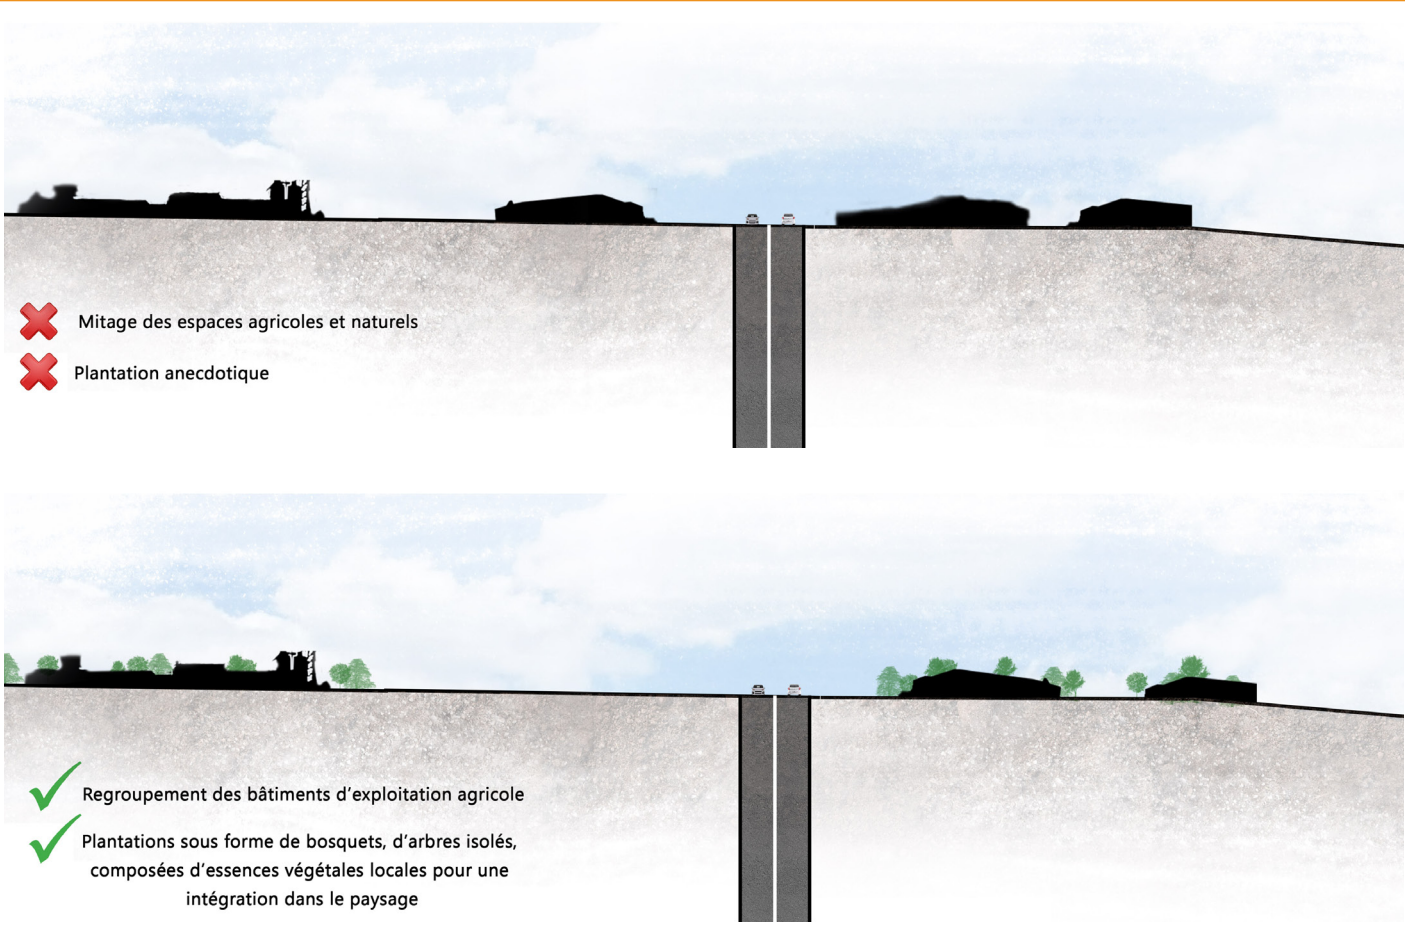 Mitage des espaces agricoles et naturels
Plantation anecdotique
Regroupement des bâtiments d’exploitation agricole
Plantations sous forme de bosquets, d’arbres isolés,
composées d’essences végétales locales pour une
intégration dans le paysage